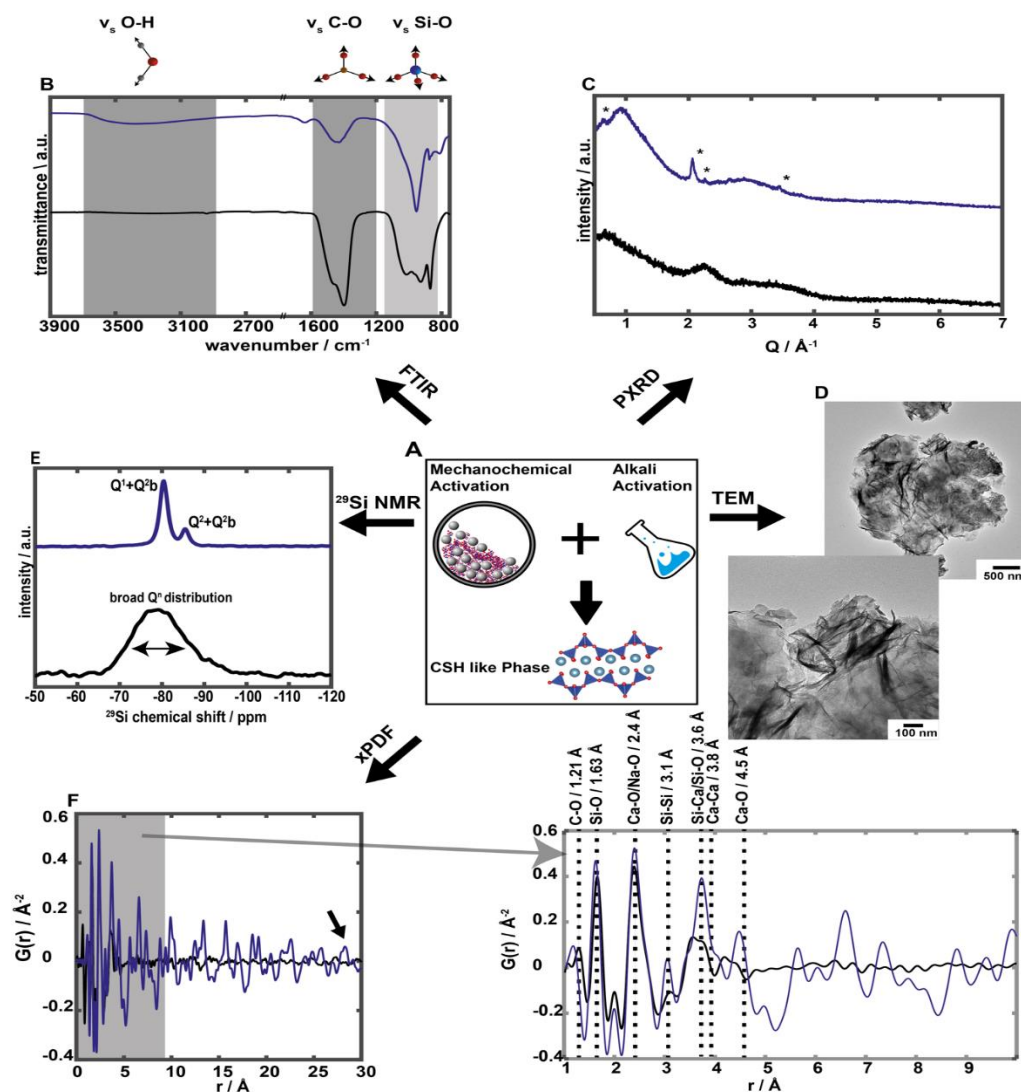 νs O-H
νs C-O
νs Si-O
B
transmittance \ a.u.
3900
3500
3100
2700
1600
1200
800
wavenumber / cm-1
C
*
*
*
*
intensity / a.u.
1
2
3
4
5
6
7
Q / Å-1
FTIR
PXRD
D
500 nm
100 nm
E
Q1+Q2b
Q2+Q2b
broad Qn distribution
intensity / a.u.
-50
-60
-70
-80
-90
-100
-110
-120
29Si chemical shift / ppm
29Si NMR
A
Mechanochemical
Activation
Alkali
Activation
CSH like Phase
TEM
xPDF
F
0.6
0.4
0.2
0
-0.2
-0.4
G(r) / Å-2
0
5
10
15
20
25
30
r / Å
C-O / 1.21 Å
Si-O / 1.63 Å
Ca-O/Na-O / 2.4 Å
Si-Si / 3.1 Å
Si-Ca/Si-O / 3.6 Å
Ca-Ca / 3.8 Å
Ca-O / 4.5 Å
0.6
0.4
0.2
0
-0.2
-0.4
G(r) / Å-2
1
2
3
4
5
6
7
8
9
r / Å